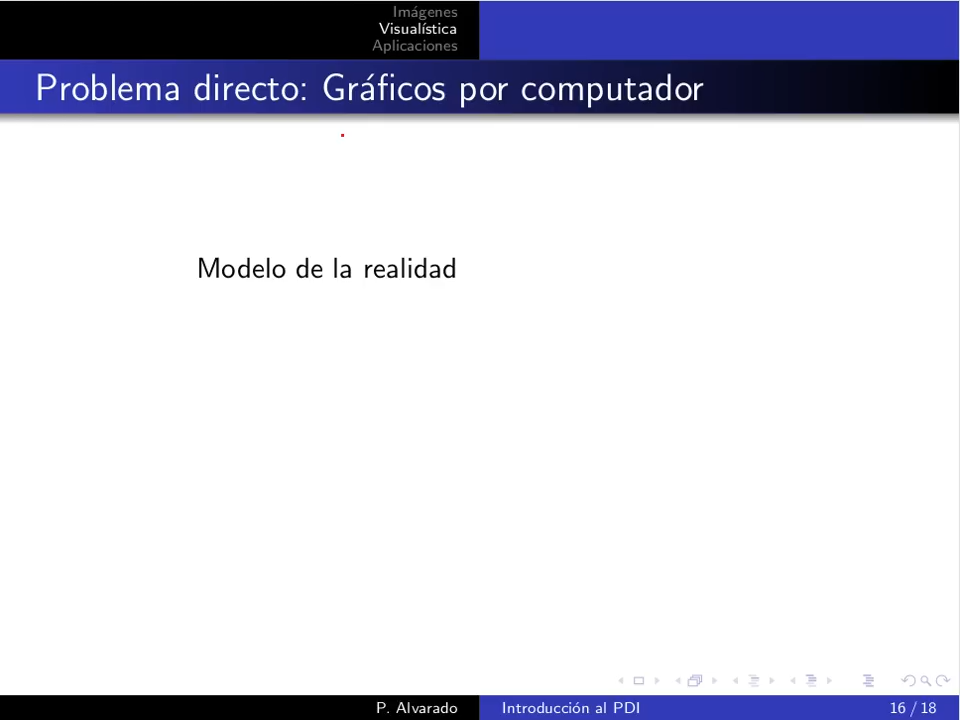 Imágenes
Visualística
Aplicaciones
Problema directo: Gráficos por computador
Modelo de la realidad
P. Alvarado
Introducción al PDI
16 / 18